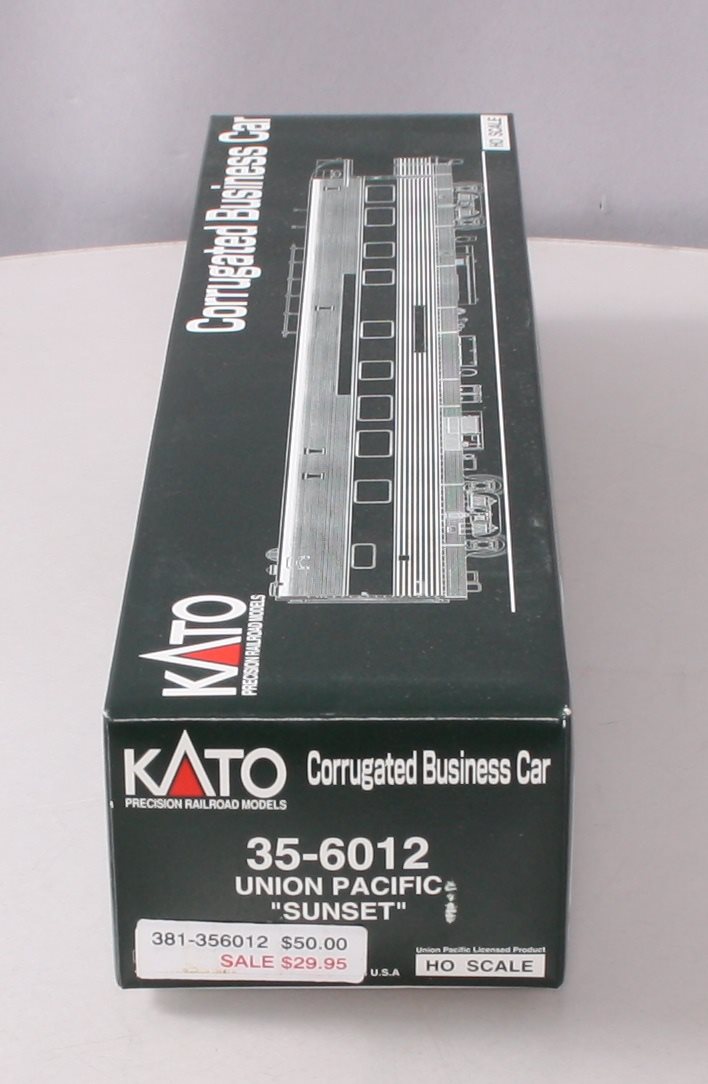 Corrugated Business Car
HO SCALE
KATO
PRECISION RAILROAD MODELS
KATO
PRECISION RAILROAD MODELS
Corrugated Business Car
35-6012
UNION PACIFIC
"SUNSET"
381-356012 $50.00
SALE $29.95
U.S.A
Union Pacific Licensed Product
HO SCALE